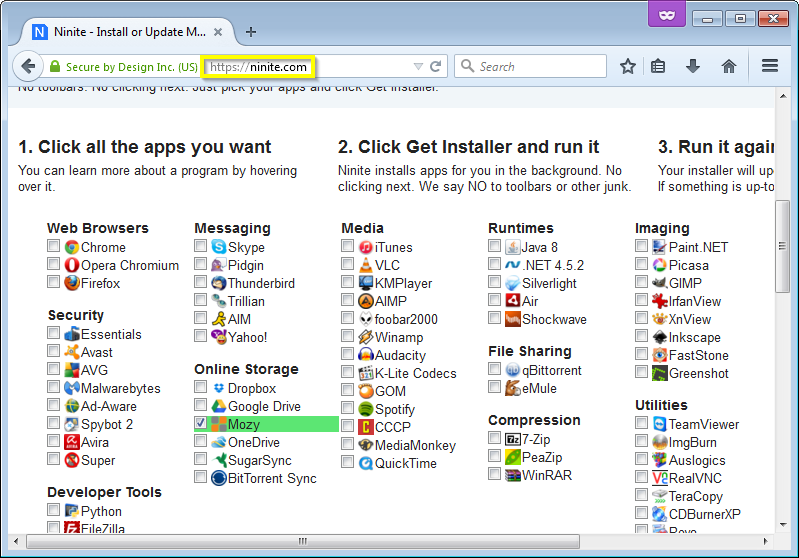 Ninite - Install or Update M...
Secure by Design Inc. (US)
https://ninite.com
Search
No toolbars. No clicking next. Just pick your apps and click Get Installer.
1. Click all the apps you want
You can learn more about a program by hovering
over it.
2. Click Get Installer and run it
Ninite installs apps for you in the background. No
clicking next. We say NO to toolbars or other junk.
3. Run it again
Your installer will up
If something is up-to
Web Browsers
Chrome
Opera Chromium
Firefox
Security
Essentials
Avast
AVG
Malwarebytes
Ad-Aware
Spybot 2
Avira
Super
Developer Tools
Python
FileZilla
Messaging
Skype
Pidgin
Thunderbird
Trillian
AIM
Yahoo!
Online Storage
Dropbox
Google Drive
Mozy
OneDrive
SugarSync
BitTorrent Sync
Media
iTunes
VLC
KMPlayer
AIMP
foobar2000
Winamp
Audacity
K-Lite Codecs
GOM
Spotify
CCCP
MediaMonkey
QuickTime
Runtimes
Java 8
.NET 4.5.2
Silverlight
Air
Shockwave
File Sharing
qBittorrent
eMule
Compression
7-Zip
PeaZip
WinRAR
Imaging
Paint.NET
Picasa
GIMP
IrfanView
XnView
Inkscape
FastStone
Greenshot
Utilities
TeamViewer
ImgBurn
Auslogics
RealVNC
TeraCopy
CDBurnerXP
Revo